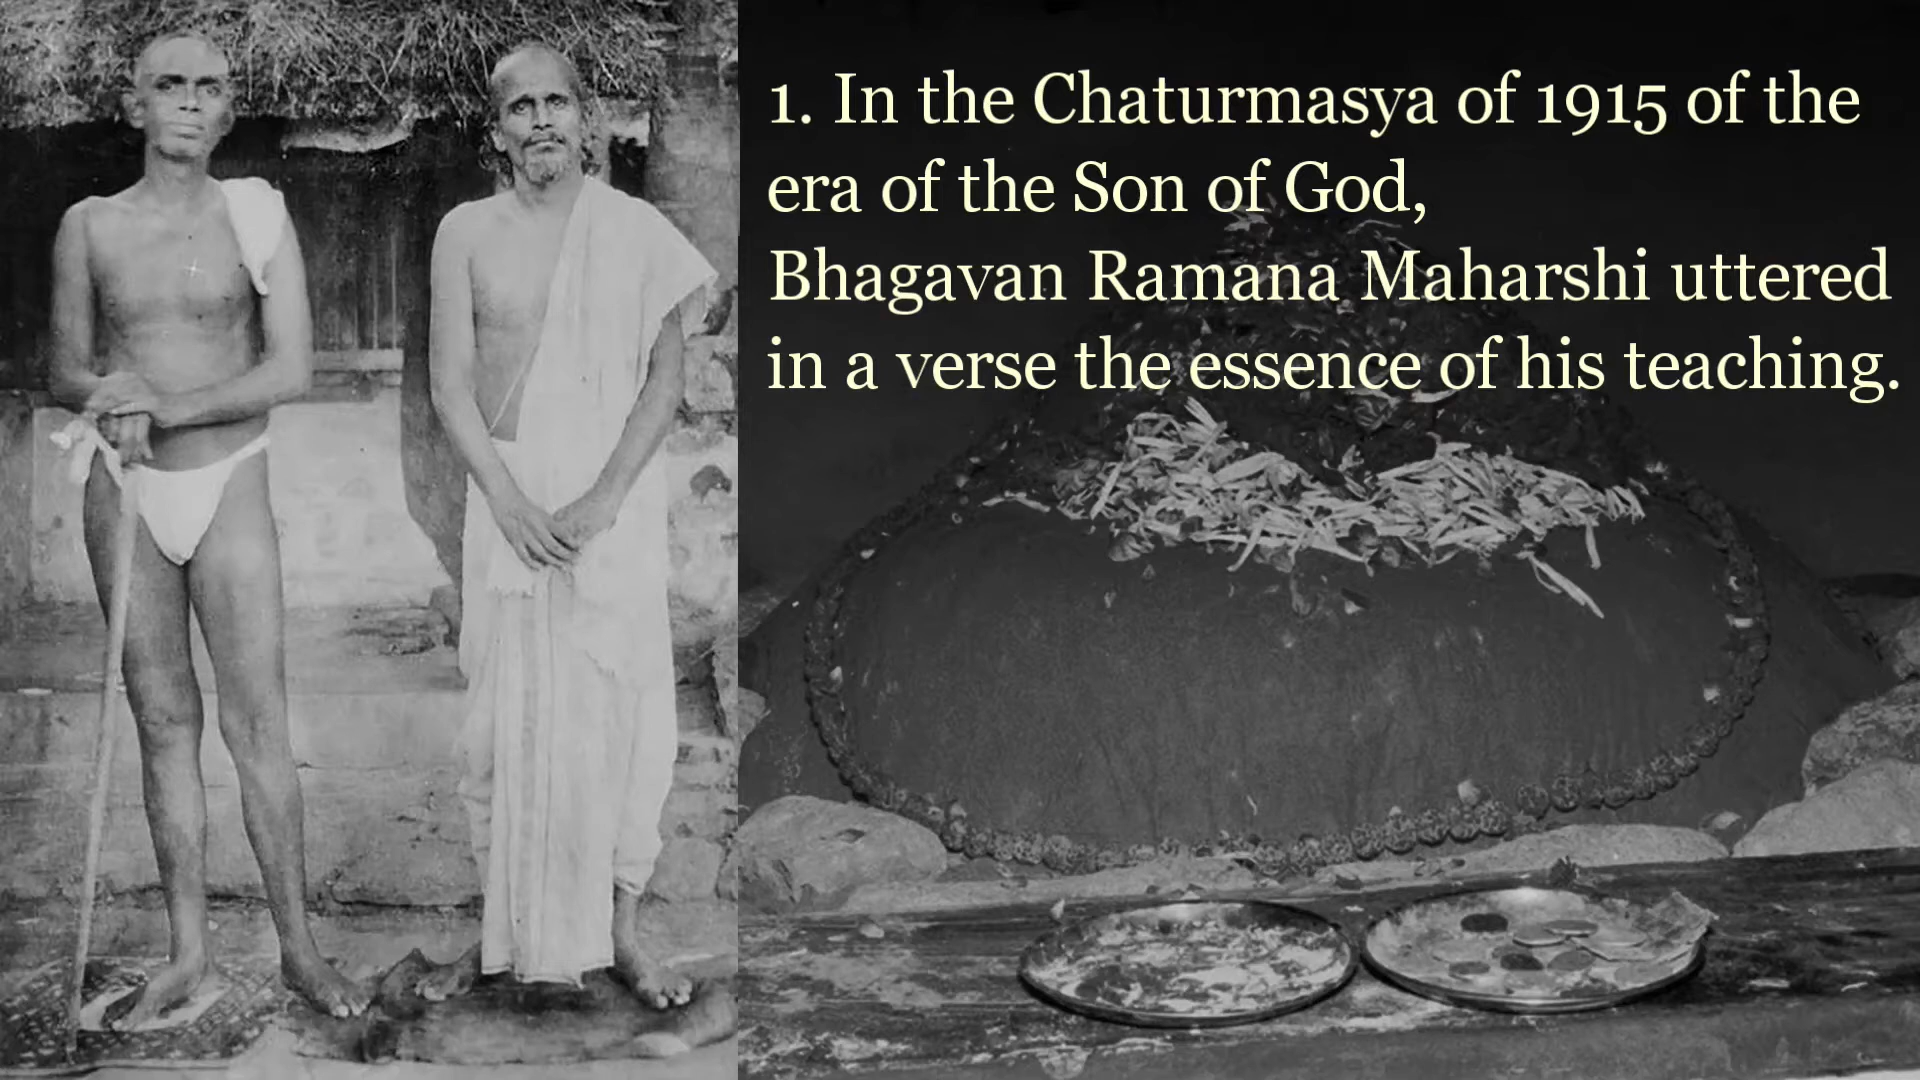 1. In the Chaturmasya of 1915 of the
era of the Son of God,
Bhagavan Ramana Maharshi uttered
in a verse the essence of his teaching.